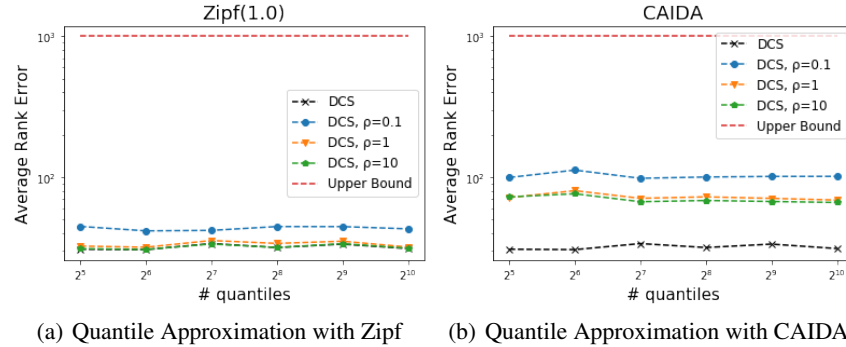 Zipf(1.0)
Average Rank Error
10³
10²
DCS
DCS, ρ=0.1
DCS, ρ=1
DCS, ρ=10
Upper Bound
2⁵ 2⁶ 2⁷ 2⁸ 2⁹ 2¹⁰
# quantiles
(a) Quantile Approximation with Zipf
CAIDA
Average Rank Error
10³
10²
DCS
DCS, ρ=0.1
DCS, ρ=1
DCS, ρ=10
Upper Bound
2⁵ 2⁶ 2⁷ 2⁸ 2⁹ 2¹⁰
# quantiles
(b) Quantile Approximation with CAIDA